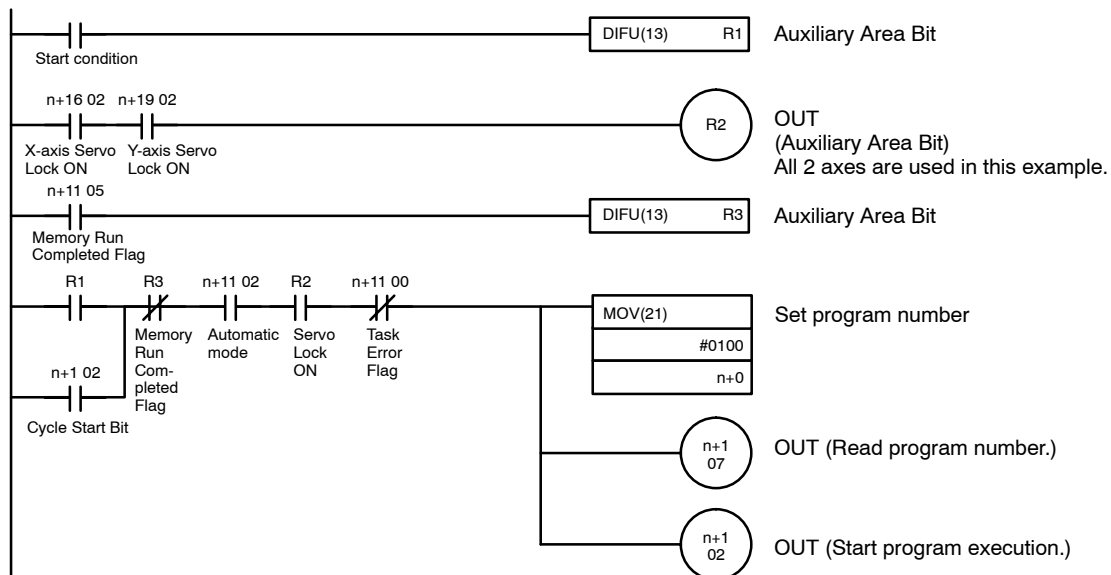 DIFU(13) R1 Auxiliary Area Bit
Start condition
n+16 02 n+19 02
R2
OUT
(Auxiliary Area Bit)
All 2 axes are used in this example.
X-axis Servo Lock ON
Y-axis Servo Lock ON
n+11 05
DIFU(13) R3 Auxiliary Area Bit
Memory Run
Completed Flag
R1 R3 n+11 02 R2 n+11 00
MOV(21)
#0100
n+0
Set program number
Memory
Run
Com-
pleted
Flag
Automatic
mode
Servo
Lock
ON
Task
Error
Flag
n+1 02
Cycle Start Bit
n+1
07
OUT (Read program number.)
n+1
02
OUT (Start program execution.)